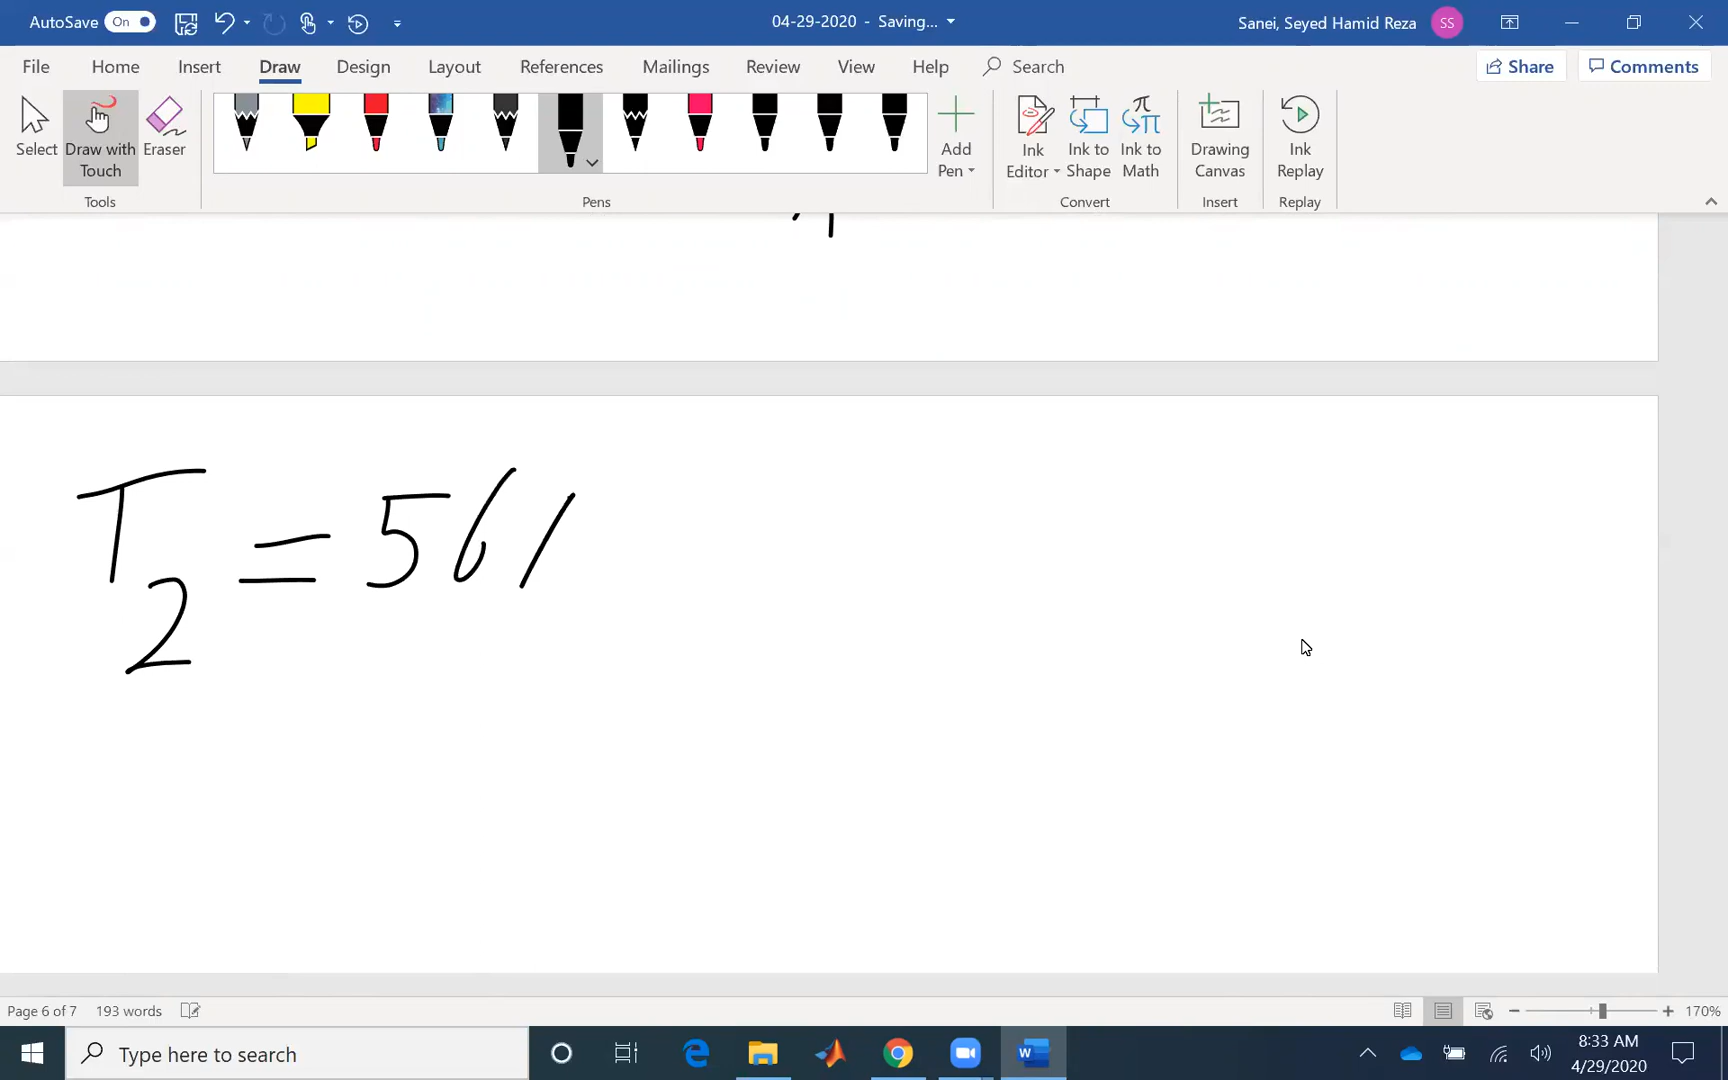 AutoSave On 04-29-2020 - Saving... Sanei, Seyed Hamid Reza SS
File Home Insert Draw Design Layout References Mailings Review View Help Search Share Comments
Select Draw with Touch Eraser Add Pen Ink Editor Ink to Shape Ink to Math Drawing Canvas Ink Replay
Tools Pens Convert Insert Replay
T2 = 561
Page 6 of 7 193 words 170%
Type here to search 8:33 AM
4/29/2020